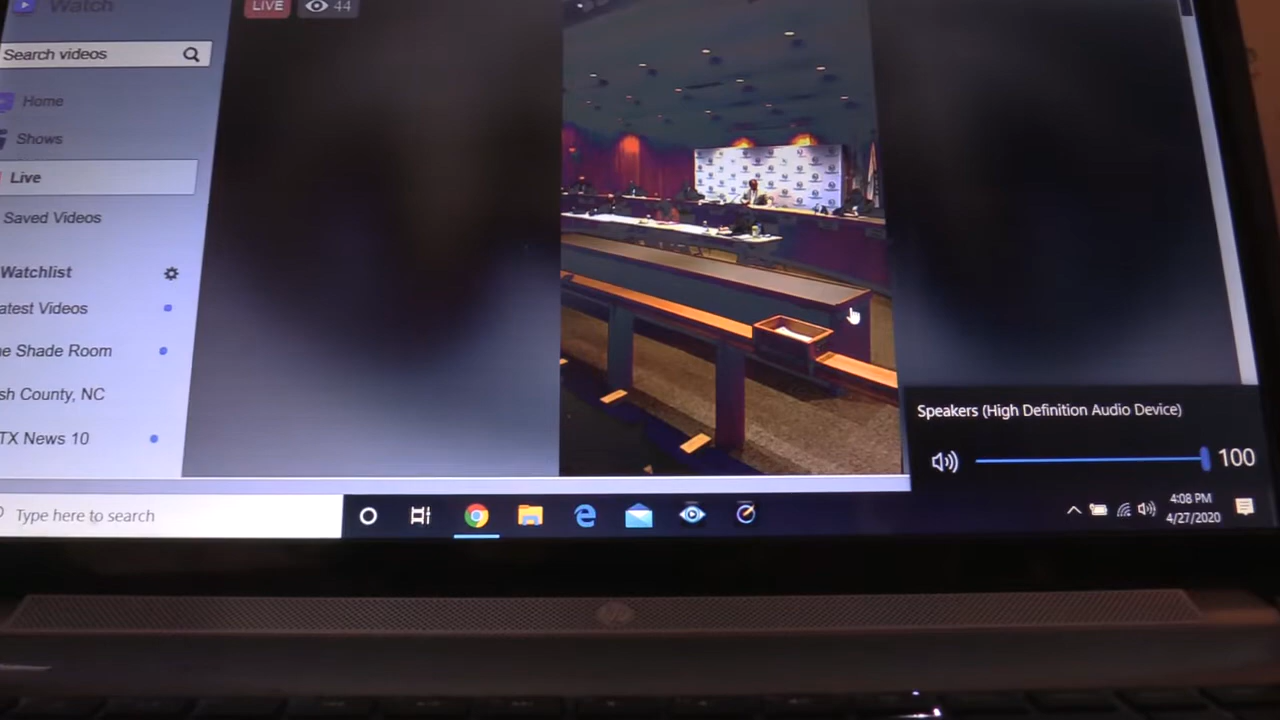 Watch
LIVE
44
Search videos
Home
Shows
Live
Saved Videos
Watchlist
atest Videos
e Shade Room
sh County, NC
TX News 10
Speakers (High Definition Audio Device)
100
Type here to search
4:08 PM
4/27/2020